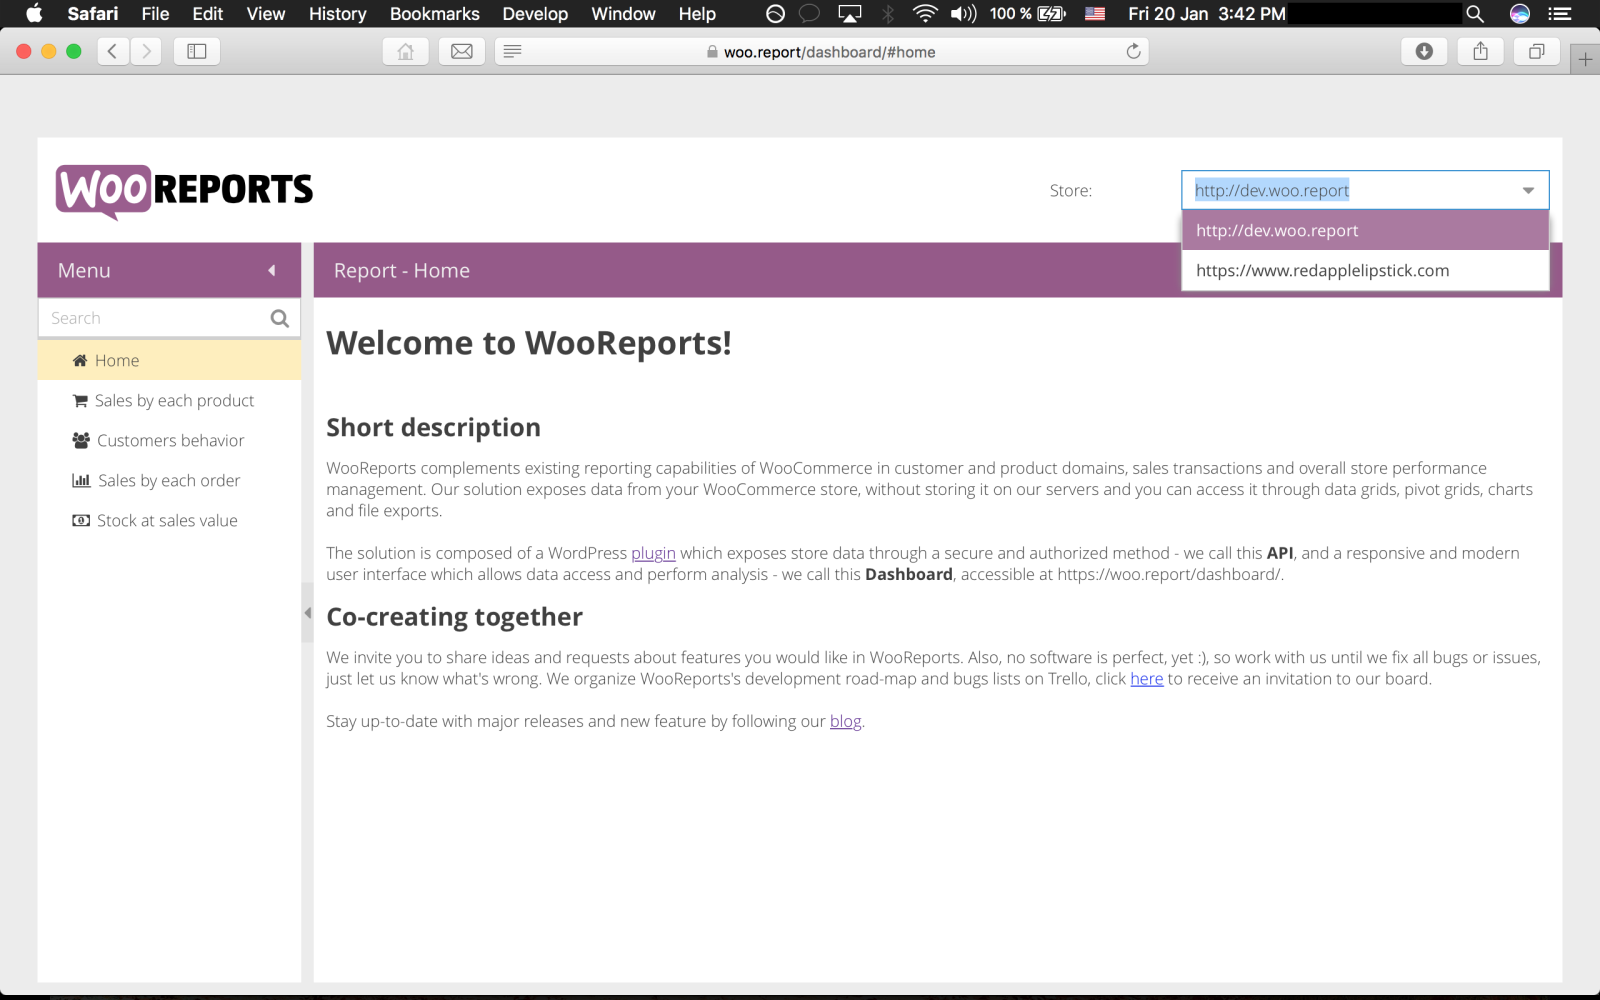 Safari File Edit View History Bookmarks Develop Window Help 100 % Fri 20 Jan 3:42 PM
woo.report/dashboard/#home
WOO REPORTS
Store:
http://dev.woo.report
http://dev.woo.report
https://www.redapplelipstick.com
Menu
Search
Home
Sales by each product
Customers behavior
Sales by each order
Stock at sales value
Report - Home
Welcome to WooReports!
Short description
WooReports complements existing reporting capabilities of WooCommerce in customer and product domains, sales transactions and overall store performance
management. Our solution exposes data from your WooCommerce store, without storing it on our servers and you can access it through data grids, pivot grids, charts
and file exports.
The solution is composed of a WordPress plugin which exposes store data through a secure and authorized method - we call this API, and a responsive and modern
user interface which allows data access and perform analysis - we call this Dashboard, accessible at https://woo.report/dashboard/.
Co-creating together
We invite you to share ideas and requests about features you would like in WooReports. Also, no software is perfect, yet :), so work with us until we fix all bugs or issues,
just let us know what's wrong. We organize WooReports's development road-map and bugs lists on Trello, click here to receive an invitation to our board.
Stay up-to-date with major releases and new feature by following our blog.